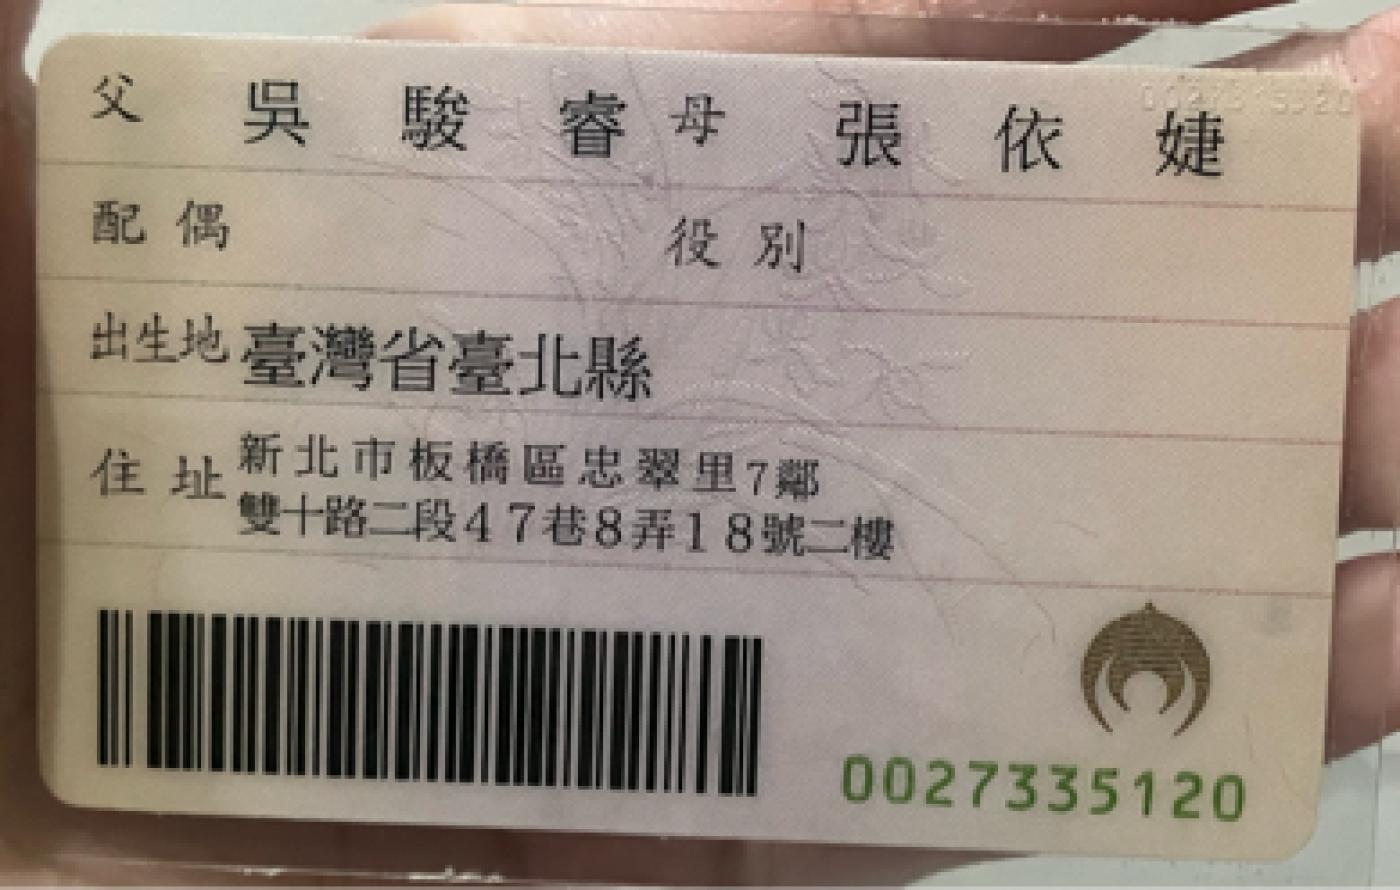 父 吳駿睿 母 張依婕
配偶 役別
出生地 臺灣省臺北縣
住址 新北市板橋區忠翠里7鄰
雙十路二段47巷8弄18號二樓
0027335120